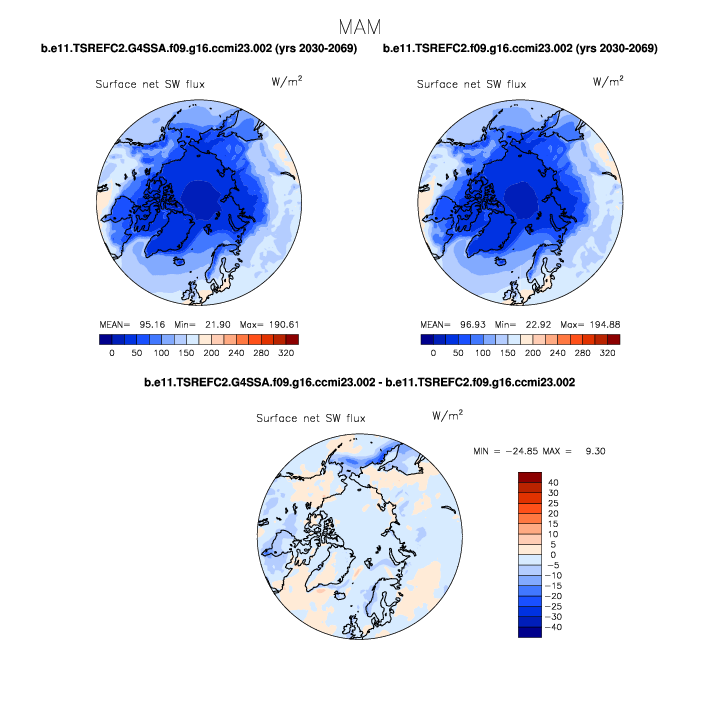 MAM
b.e11.TSREFC2.G4SSA.f09.g16.ccmi23.002 (yrs 2030-2069) b.e11.TSREFC2.f09.g16.ccmi23.002 (yrs 2030-2069)
Surface net SW flux W/m² Surface net SW flux W/m²
MEAN= 95.16 Min= 21.90 Max= 190.61 MEAN= 96.93 Min= 22.92 Max= 194.88
0 50 100 150 200 240 280 320 0 50 100 150 200 240 280 320
b.e11.TSREFC2.G4SSA.f09.g16.ccmi23.002 - b.e11.TSREFC2.f09.g16.ccmi23.002
Surface net SW flux W/m²
MIN = -24.85 MAX = 9.30
40
30
25
20
15
10
5
0
-5
-10
-15
-20
-25
-30
-40